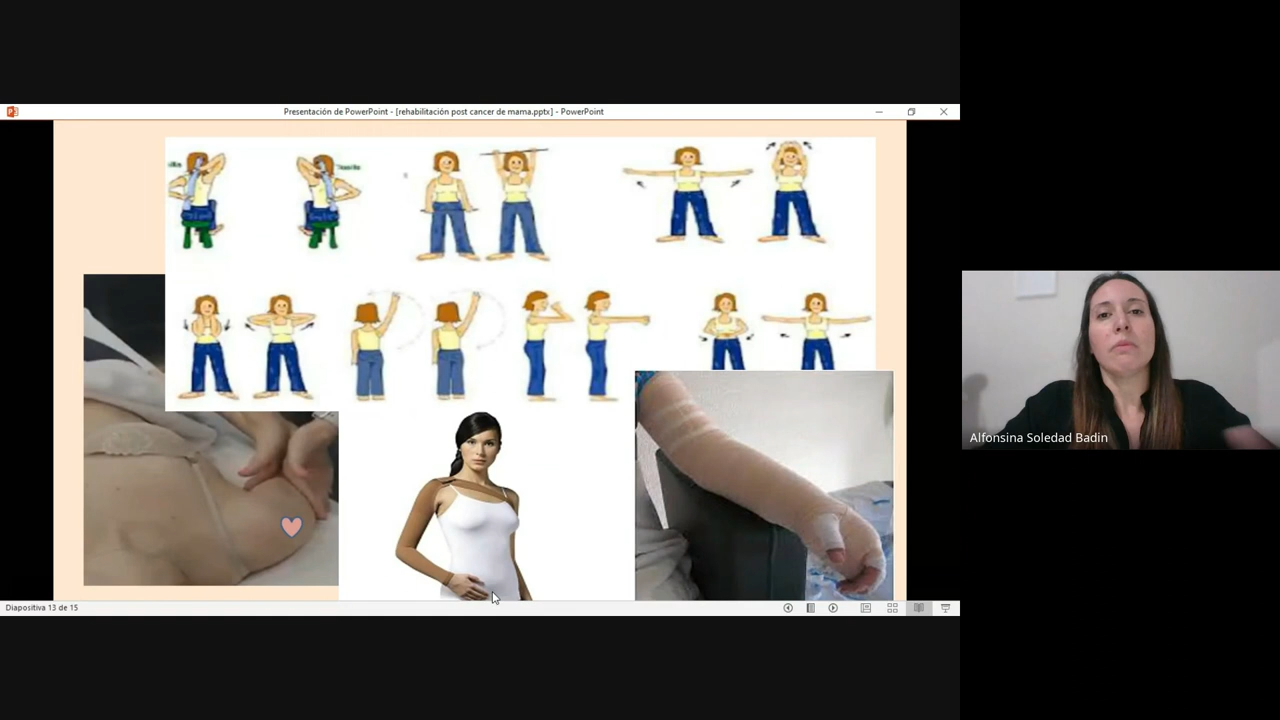 Presentación de PowerPoint - [rehabilitación post cancer de mama.pptx] - PowerPoint
Alfonsina Soledad Badin
Diapositiva 13 de 15